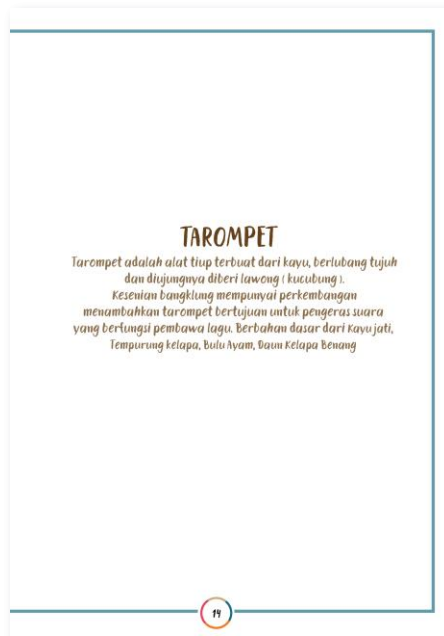 TAROMPET
Tarompet adalah alat tiup terbuat dari kayu, berlubang tujuh
dan diujungnya diberi lawong ( kucubung ).
Kesenian bangklung mempunyai perkembangan
menambahkan tarompet bertujuan untuk pengeras suara
yang berfungsi pembawa lagu. Berbahan dasar dari Kayu jati,
Tempurung kelapa, Bulu Ayam, Daun Kelapa Benang
14